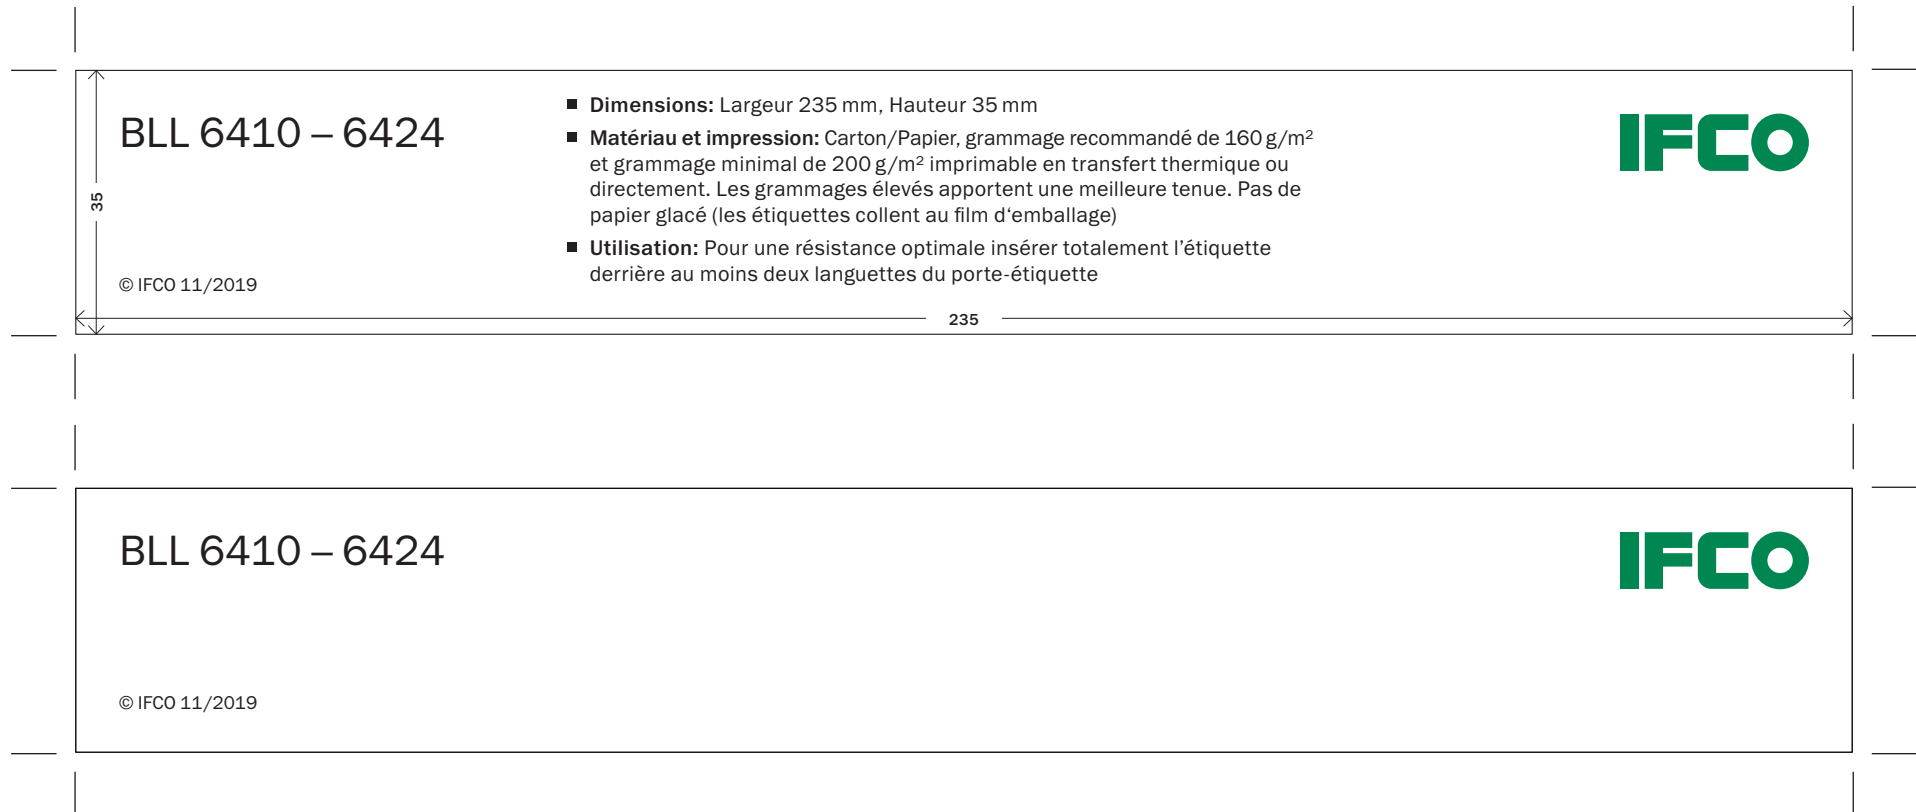 BLL 6410 – 6424
■ Dimensions: Largeur 235 mm, Hauteur 35 mm
■ Matériau et impression: Carton/Papier, grammage recommandé de 160 g/m²
et grammage minimal de 200 g/m² imprimable en transfert thermique ou
directement. Les grammages élevés apportent une meilleure tenue. Pas de
papier glacé (les étiquettes collent au film d‘emballage)
■ Utilisation: Pour une résistance optimale insérer totalement l’étiquette
derrière au moins deux languettes du porte-étiquette
IFCO
35
© IFCO 11/2019
235
BLL 6410 – 6424
IFCO
© IFCO 11/2019